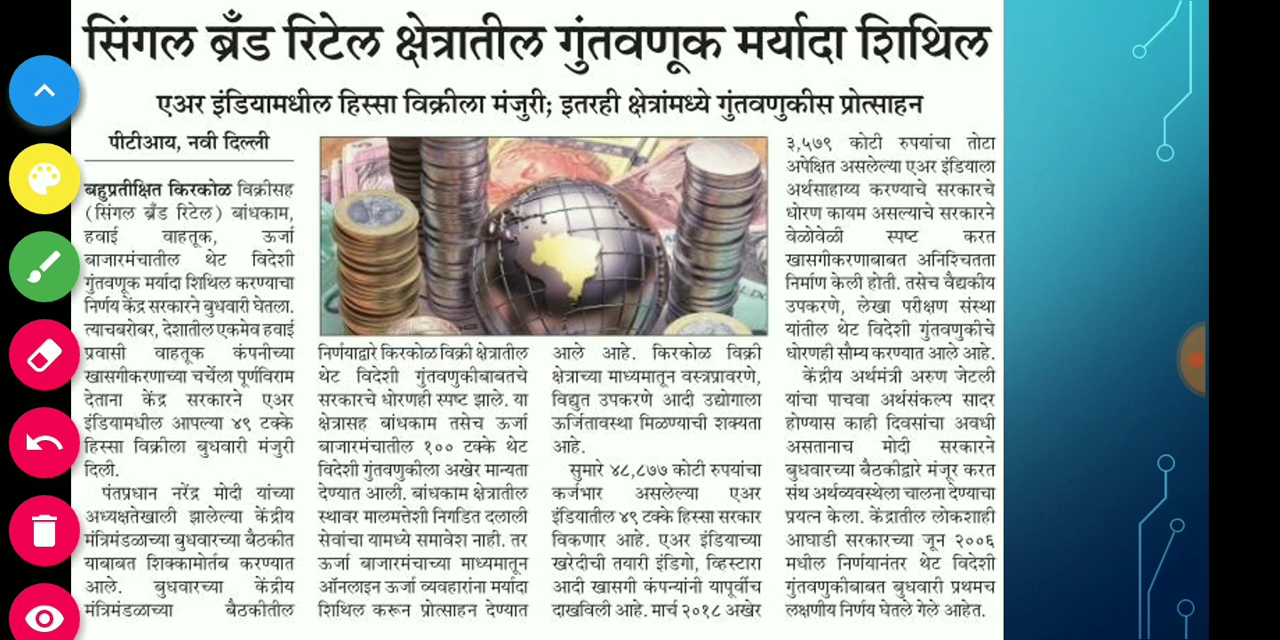 सिंगल ब्रँड रिटेल क्षेत्रातील गुंतवणूक मर्यादा शिथिल
एअर इंडियामधील हिस्सा विक्रीला मंजुरी; इतरही क्षेत्रांमध्ये गुंतवणुकीस प्रोत्साहन
पीटीआय, नवी दिल्ली
बहुप्रतीक्षित किरकोळ विक्रीसह
(सिंगल ब्रँड रिटेल) बांधकाम,
हवाई वाहतूक, ऊर्जा
बाजारमंचातील थेट विदेशी
गुंतवणूक मर्यादा शिथिल करण्याचा
निर्णय केंद्र सरकारने बुधवारी घेतला.
त्याचबरोबर, देशातील एकमेव हवाई
प्रवासी वाहतूक कंपनीच्या
खासगीकरणाच्या चर्चेला पूर्णविराम
देताना केंद्र सरकारने एअर
इंडियामधील आपल्या ४९ टक्के
हिस्सा विक्रीला बुधवारी मंजुरी
दिली.
पंतप्रधान नरेंद्र मोदी यांच्या
अध्यक्षतेखाली झालेल्या केंद्रीय
मंत्रिमंडळाच्या बुधवारच्या बैठकीत
याबाबत शिक्कामोर्तब करण्यात
आले. बुधवारच्या केंद्रीय
मंत्रिमंडळाच्या बैठकीतील
निर्णयाद्वारे किरकोळ विक्री क्षेत्रातील
थेट विदेशी गुंतवणुकीबाबतचे
सरकारचे धोरणही स्पष्ट झाले. या
क्षेत्रासह बांधकाम तसेच ऊर्जा
बाजारमंचातील १०० टक्के थेट
विदेशी गुंतवणुकीला अखेर मान्यता
देण्यात आली. बांधकाम क्षेत्रातील
स्थावर मालमत्तेशी निगडित दलाली
सेवांचा यामध्ये समावेश नाही. तर
ऊर्जा बाजारमंचाच्या माध्यमातून
ऑनलाइन ऊर्जा व्यवहारांना मर्यादा
शिथिल करून प्रोत्साहन देण्यात
आले आहे. किरकोळ विक्री
क्षेत्राच्या माध्यमातून वस्त्रप्रावरणे,
विद्युत उपकरणे आदी उद्योगाला
ऊर्जितावस्था मिळण्याची शक्यता
आहे.
सुमारे ४८,८७७ कोटी रुपयांचा
कर्जभार असलेल्या एअर
इंडियातील ४९ टक्के हिस्सा सरकार
विकणार आहे. एअर इंडियाच्या
खरेदीची तयारी इंडिगो, व्हिस्टारा
आदी खासगी कंपन्यांनी यापूर्वीच
दाखविली आहे. मार्च २०१८ अखेर
३,५७९ कोटी रुपयांचा तोटा
अपेक्षित असलेल्या एअर इंडियाला
अर्थसाहाय्य करण्याचे सरकारचे
धोरण कायम असल्याचे सरकारने
वेळोवेळी स्पष्ट करत
खासगीकरणाबाबत अनिश्चितता
निर्माण केली होती. तसेच वैद्यकीय
उपकरणे, लेखा परीक्षण संस्था
यांतील थेट विदेशी गुंतवणुकीचे
धोरणही सौम्य करण्यात आले आहे.
केंद्रीय अर्थमंत्री अरुण जेटली
यांचा पाचवा अर्थसंकल्प सादर
होण्यास काही दिवसांचा अवधी
असतानाच मोदी सरकारने
बुधवारच्या बैठकीद्वारे मंजूर करत
संथ अर्थव्यवस्थेला चालना देण्याचा
प्रयत्न केला. केंद्रातील लोकशाही
आघाडी सरकारच्या जून २००६
मधील निर्णयानंतर थेट विदेशी
गुंतवणुकीबाबत बुधवारी प्रथमच
लक्षणीय निर्णय घेतले गेले आहेत.